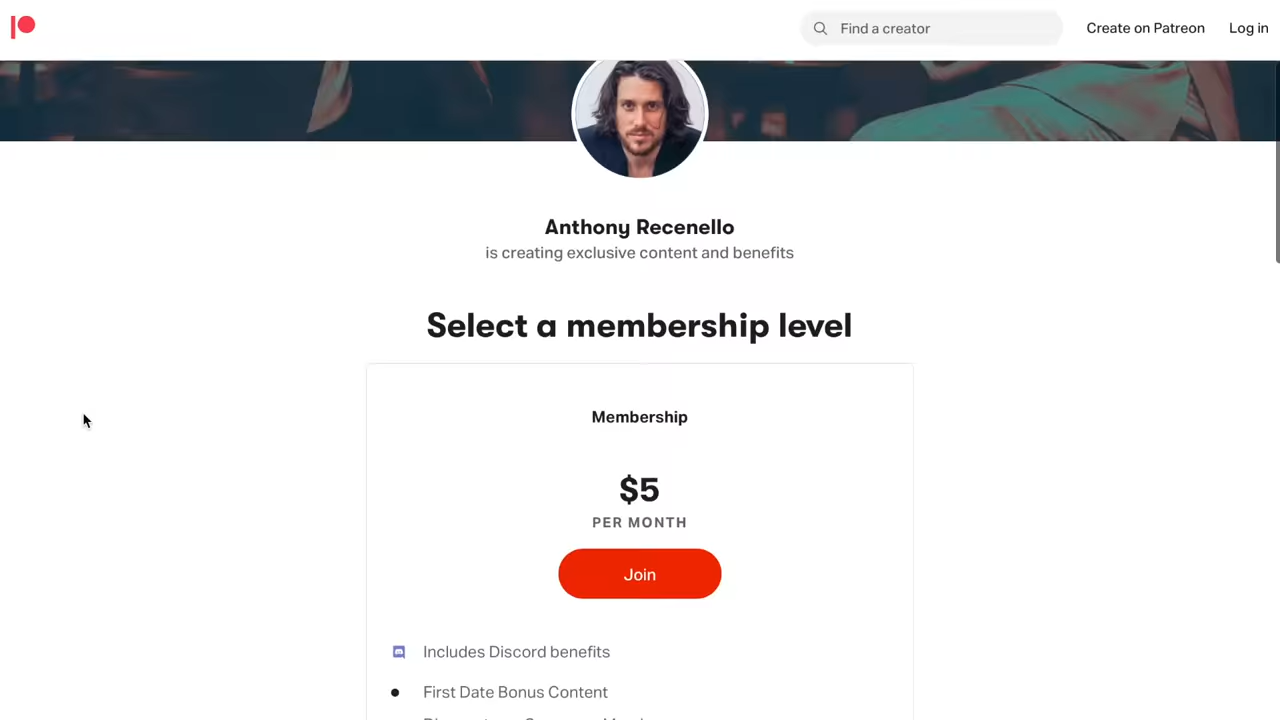 Find a creator
Create on Patreon
Log in
Anthony Recenello
is creating exclusive content and benefits
Select a membership level
Membership
$5
PER MONTH
Join
Includes Discord benefits
First Date Bonus Content